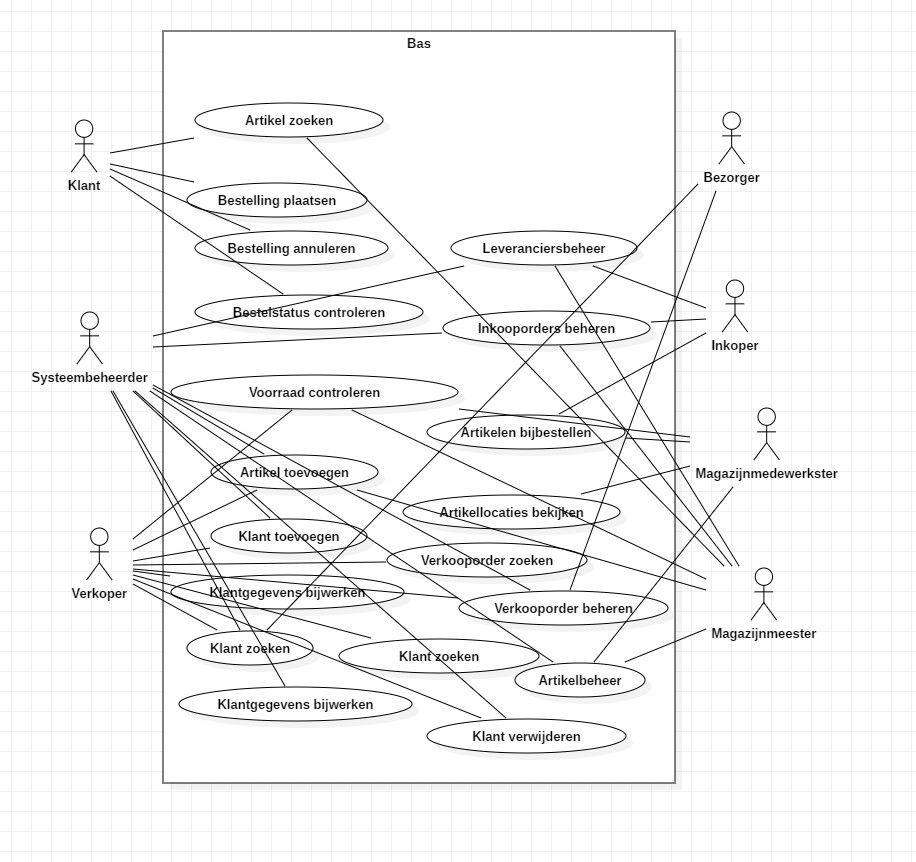 Bas
Artikel zoeken
Klant
Bezorger
Bestelling plaatsen
Bestelling annuleren
Leveranciersbeheer
Bestelstatus controleren
Inkooporders beheren
Inkoper
Systeembeheerder
Voorraad controleren
Artikelen bijbestellen
Artikel toevoegen
Magazijnmedewerkster
Artikellocaties bekijken
Klant toevoegen
Verkooporder zoeken
Verkoper
Klantgegevens bijwerken
Verkooporder beheren
Magazijnmeester
Klant zoeken
Klant zoeken
Artikelbeheer
Klantgegevens bijwerken
Klant verwijderen